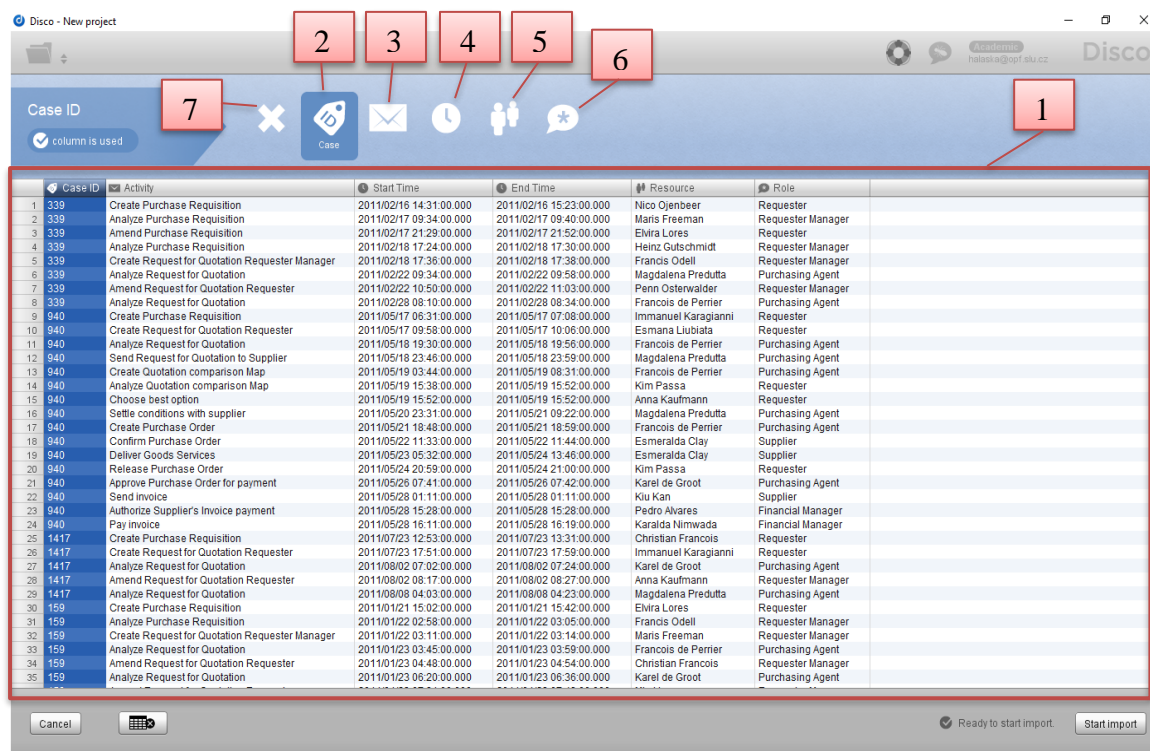 Disco - New project
Academic
halaska@opf.slu.cz
Disco
2 3 4 5 6
7 1
Case ID
column is used
Case
Case ID Activity Start Time End Time Resource Role
1 339 Create Purchase Requisition 2011/02/16 14:31:00.000 2011/02/16 15:23:00.000 Nico Ojenbeer Requester
2 339 Analyze Purchase Requisition 2011/02/17 09:34:00.000 2011/02/17 09:40:00.000 Maris Freeman Requester Manager
3 339 Amend Purchase Requisition 2011/02/17 21:29:00.000 2011/02/17 21:52:00.000 Elvira Lores Requester
4 339 Analyze Purchase Requisition 2011/02/18 17:24:00.000 2011/02/18 17:30:00.000 Heinz Gutschmidt Requester Manager
5 339 Create Request for Quotation Requester Manager 2011/02/18 17:36:00.000 2011/02/18 17:38:00.000 Francis Odell Requester Manager
6 339 Analyze Request for Quotation 2011/02/22 09:34:00.000 2011/02/22 09:58:00.000 Magdalena Predutta Purchasing Agent
7 339 Amend Request for Quotation Requester 2011/02/22 10:50:00.000 2011/02/22 11:03:00.000 Penn Osterwalder Requester Manager
8 339 Analyze Request for Quotation 2011/02/28 08:10:00.000 2011/02/28 08:34:00.000 Francois de Perrier Purchasing Agent
9 940 Create Purchase Requisition 2011/05/17 06:31:00.000 2011/05/17 07:08:00.000 Immanuel Karagianni Requester
10 940 Create Request for Quotation Requester 2011/05/17 09:58:00.000 2011/05/17 10:06:00.000 Esmana Liubiata Requester
11 940 Analyze Request for Quotation 2011/05/18 19:30:00.000 2011/05/18 19:56:00.000 Francois de Perrier Purchasing Agent
12 940 Send Request for Quotation to Supplier 2011/05/18 23:46:00.000 2011/05/18 23:59:00.000 Magdalena Predutta Purchasing Agent
13 940 Create Quotation comparison Map 2011/05/19 03:44:00.000 2011/05/19 08:31:00.000 Francois de Perrier Purchasing Agent
14 940 Analyze Quotation comparison Map 2011/05/19 15:38:00.000 2011/05/19 15:52:00.000 Kim Passa Requester
15 940 Choose best option 2011/05/19 15:52:00.000 2011/05/19 15:52:00.000 Anna Kaufmann Requester
16 940 Settle conditions with supplier 2011/05/20 23:31:00.000 2011/05/21 09:22:00.000 Magdalena Predutta Purchasing Agent
17 940 Create Purchase Order 2011/05/21 18:48:00.000 2011/05/21 18:59:00.000 Francois de Perrier Purchasing Agent
18 940 Confirm Purchase Order 2011/05/22 11:33:00.000 2011/05/22 11:44:00.000 Esmeralda Clay Supplier
19 940 Deliver Goods Services 2011/05/23 05:32:00.000 2011/05/24 13:46:00.000 Esmeralda Clay Supplier
20 940 Release Purchase Order 2011/05/24 20:59:00.000 2011/05/24 21:00:00.000 Kim Passa Requester
21 940 Approve Purchase Order for payment 2011/05/26 07:41:00.000 2011/05/26 07:42:00.000 Karel de Groot Purchasing Agent
22 940 Send invoice 2011/05/28 01:11:00.000 2011/05/28 01:11:00.000 Kiu Kan Supplier
23 940 Authorize Supplier's Invoice payment 2011/05/28 15:28:00.000 2011/05/28 15:28:00.000 Pedro Alvares Financial Manager
24 940 Pay invoice 2011/05/28 16:11:00.000 2011/05/28 16:19:00.000 Karalda Nimwada Financial Manager
25 1417 Create Purchase Requisition 2011/07/23 12:53:00.000 2011/07/23 13:31:00.000 Christian Francois Requester
26 1417 Create Request for Quotation Requester 2011/07/23 17:51:00.000 2011/07/23 17:59:00.000 Immanuel Karagianni Requester
27 1417 Analyze Request for Quotation 2011/08/02 07:02:00.000 2011/08/02 07:24:00.000 Karel de Groot Purchasing Agent
28 1417 Amend Request for Quotation Requester 2011/08/02 08:17:00.000 2011/08/02 08:27:00.000 Anna Kaufmann Requester Manager
29 1417 Analyze Request for Quotation 2011/08/08 04:03:00.000 2011/08/08 04:23:00.000 Magdalena Predutta Purchasing Agent
30 159 Create Purchase Requisition 2011/01/21 15:02:00.000 2011/01/21 15:42:00.000 Elvira Lores Requester
31 159 Analyze Purchase Requisition 2011/01/22 02:58:00.000 2011/01/22 03:05:00.000 Francis Odell Requester Manager
32 159 Create Request for Quotation Requester Manager 2011/01/22 03:11:00.000 2011/01/22 03:14:00.000 Maris Freeman Requester Manager
33 159 Analyze Request for Quotation 2011/01/23 03:45:00.000 2011/01/23 03:59:00.000 Francois de Perrier Purchasing Agent
34 159 Amend Request for Quotation Requester 2011/01/23 04:48:00.000 2011/01/23 04:54:00.000 Christian Francois Requester Manager
35 159 Analyze Request for Quotation 2011/01/23 06:20:00.000 2011/01/23 06:36:00.000 Karel de Groot Purchasing Agent
Cancel Ready to start import. Start import